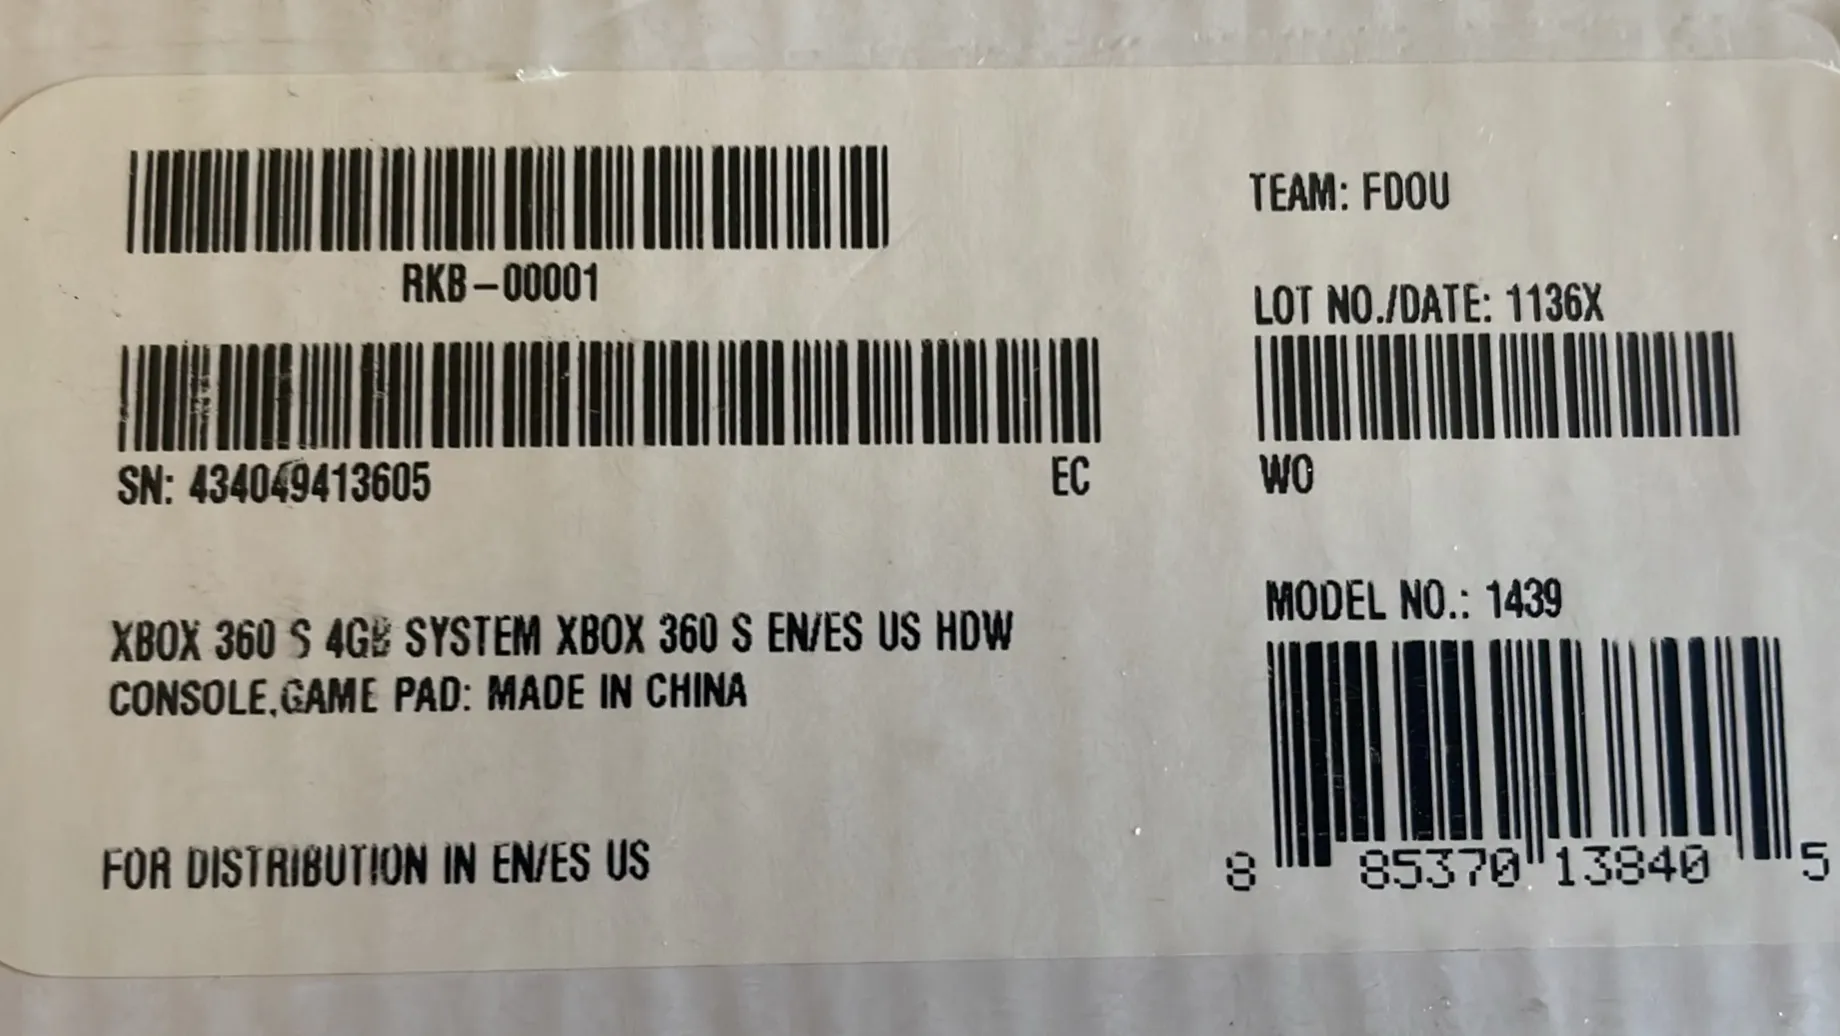 RKB-00001
SN: 434049413605 EC
XBOX 360 S 4GB SYSTEM XBOX 360 S EN/ES US HDW
CONSOLE,GAME PAD: MADE IN CHINA
FOR DISTRIBUTION IN EN/ES US
TEAM: FDOU
LOT NO./DATE: 1136X
WO
MODEL NO.: 1439
8 85370 13840 5